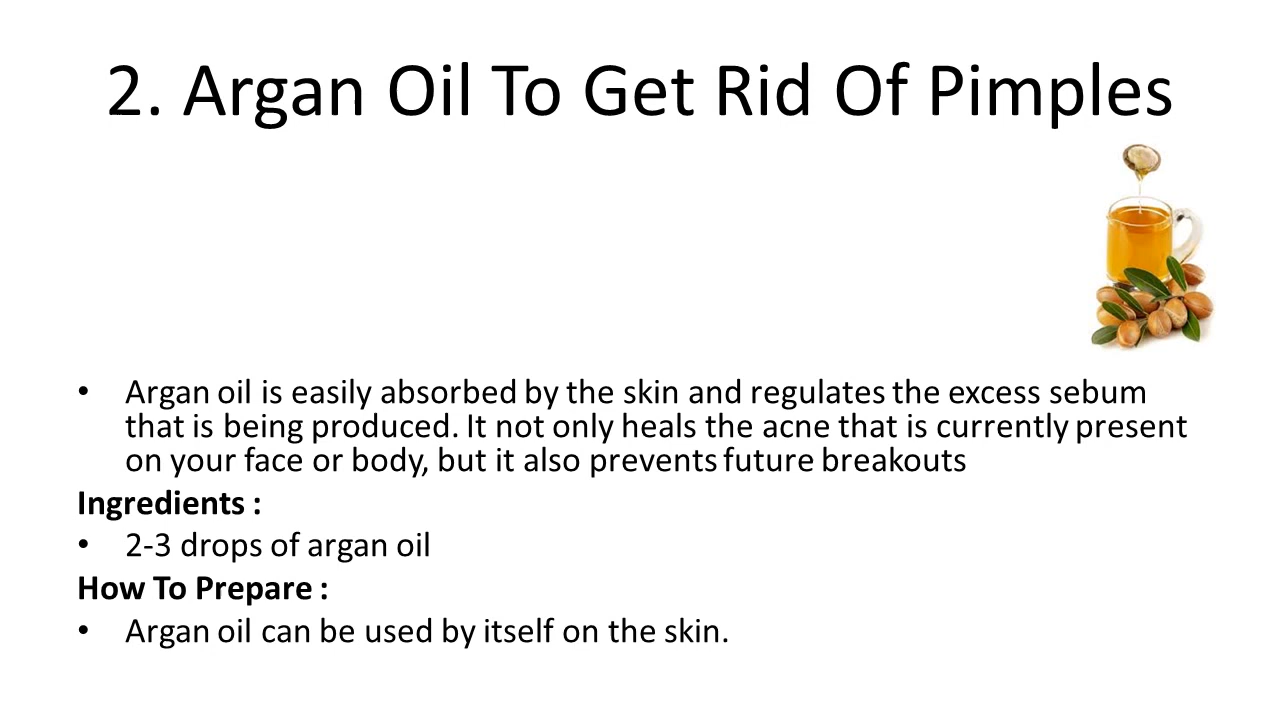 2. Argan Oil To Get Rid Of Pimples
• Argan oil is easily absorbed by the skin and regulates the excess sebum
that is being produced. It not only heals the acne that is currently present
on your face or body, but it also prevents future breakouts
Ingredients :
• 2-3 drops of argan oil
How To Prepare :
• Argan oil can be used by itself on the skin.